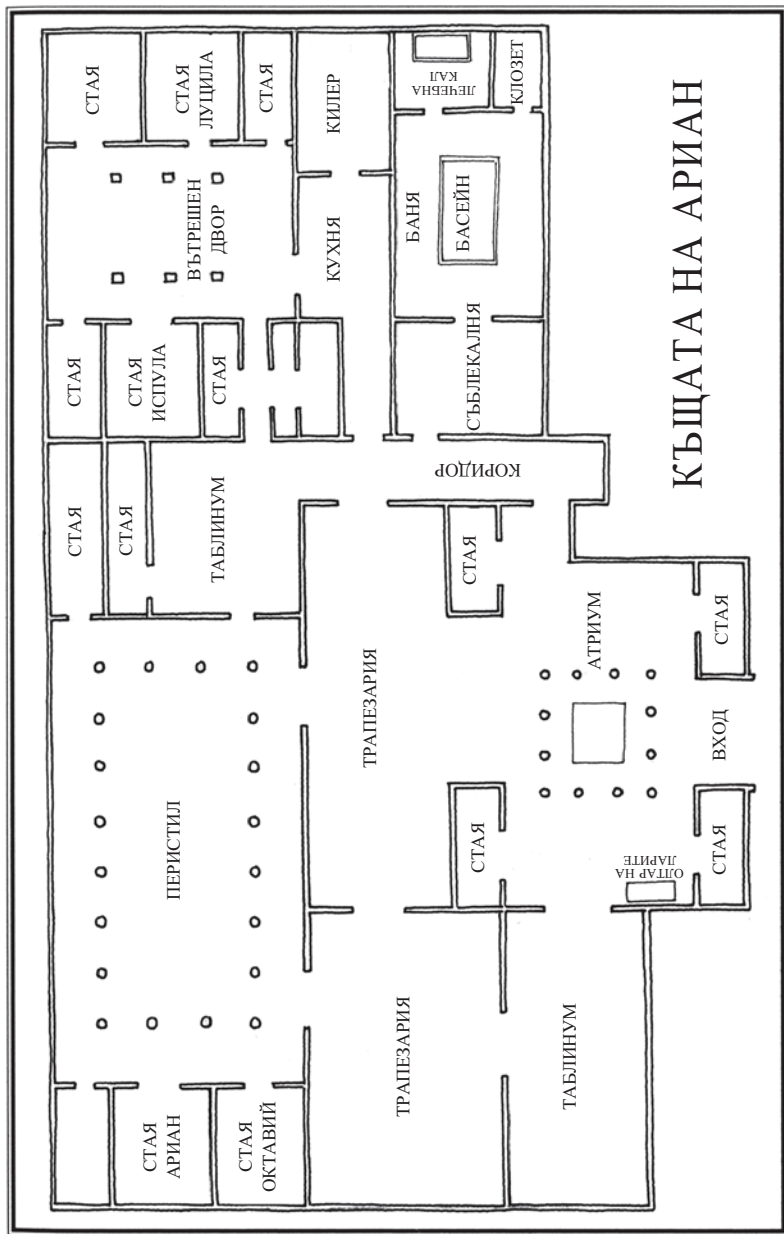 КЪЩАТА НА АРИАН
СТАЯ
СТАЯ
ЛУЦИЛА
СТАЯ
КИЛЕР
ЛЕЧЕБНА
КАЛ
КЛОЗЕТ
ВЪТРЕШЕН
ДВОР
КУХНЯ
БАНЯ
БАСЕЙН
СТАЯ
СТАЯ
ИСПУЛА
СТАЯ
СЪБЛЕКАЛНЯ
СТАЯ
СТАЯ
ТАБЛИНУМ
КОРИДОР
СТАЯ
ПЕРИСТИЛ
ТРАПЕЗАРИЯ
АТРИУМ
СТАЯ
ВХОД
СТАЯ
ОЛТАР НА
ЛАРИТЕ
СТАЯ
СТАЯ
АРИАН
СТАЯ
ОКТАВИЙ
ТРАПЕЗАРИЯ
ТАБЛИНУМ